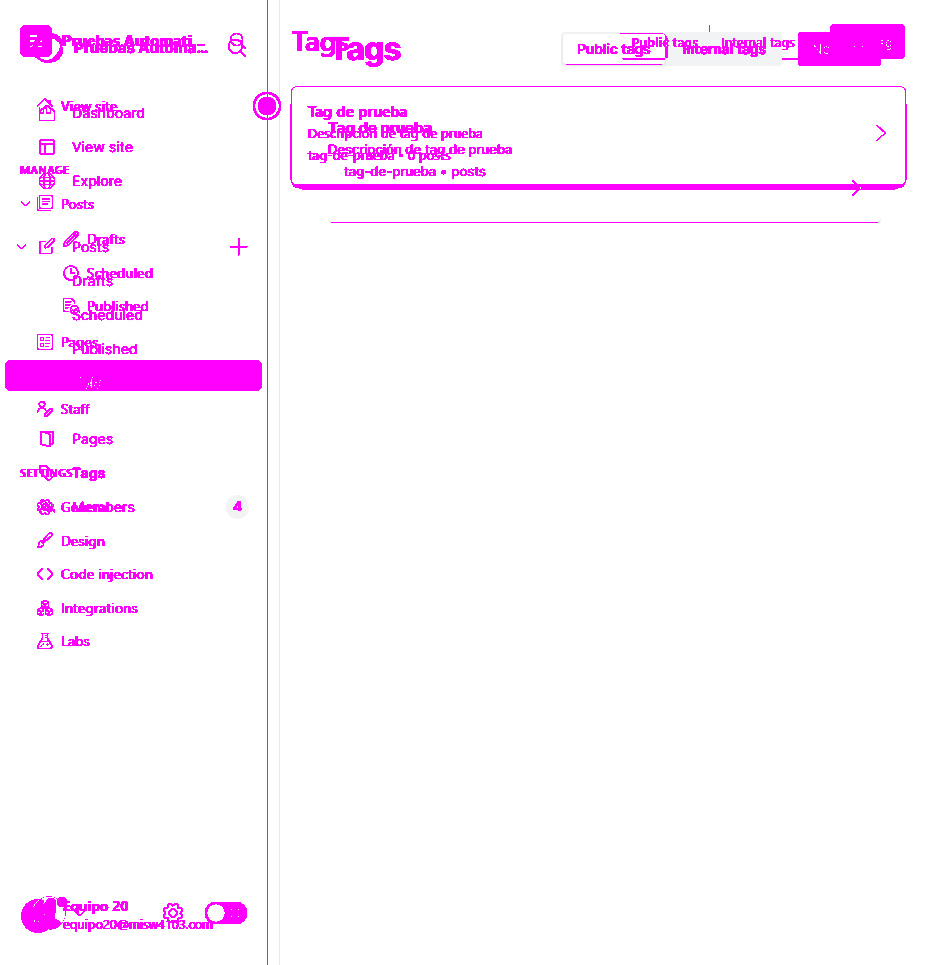 Pruebas Automati
Pruebas Automa...
View site
Dashboard
View site
MANAGE
Explore
Posts
Drafts
Posts
Scheduled
Drafts
Published
Scheduled
Pages
Published
Staff
Pages
SETTINGS
Tags
General
Members
4
Design
Code injection
Integrations
Labs
Equipo 20
equipo20@misw4103.com
Tags
Tags
Public tags
Internal tags
Public tags
Internal tags
Tag de prueba
Descripción de tag de prueba
tag-de-prueba • 0 posts
Tag de prueba
Descripción de tag de prueba
tag-de-prueba • posts